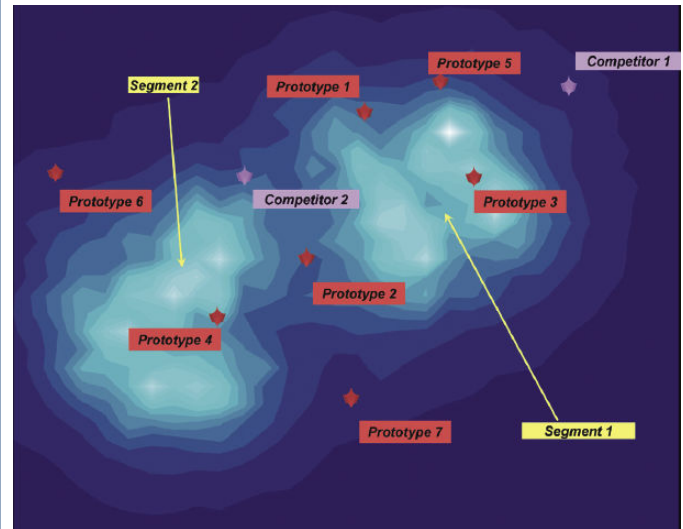 Prototype 5
Competitor 1
Segment 2
Prototype 1
Prototype 6
Competitor 2
Prototype 3
Prototype 2
Prototype 4
Prototype 7
Segment 1